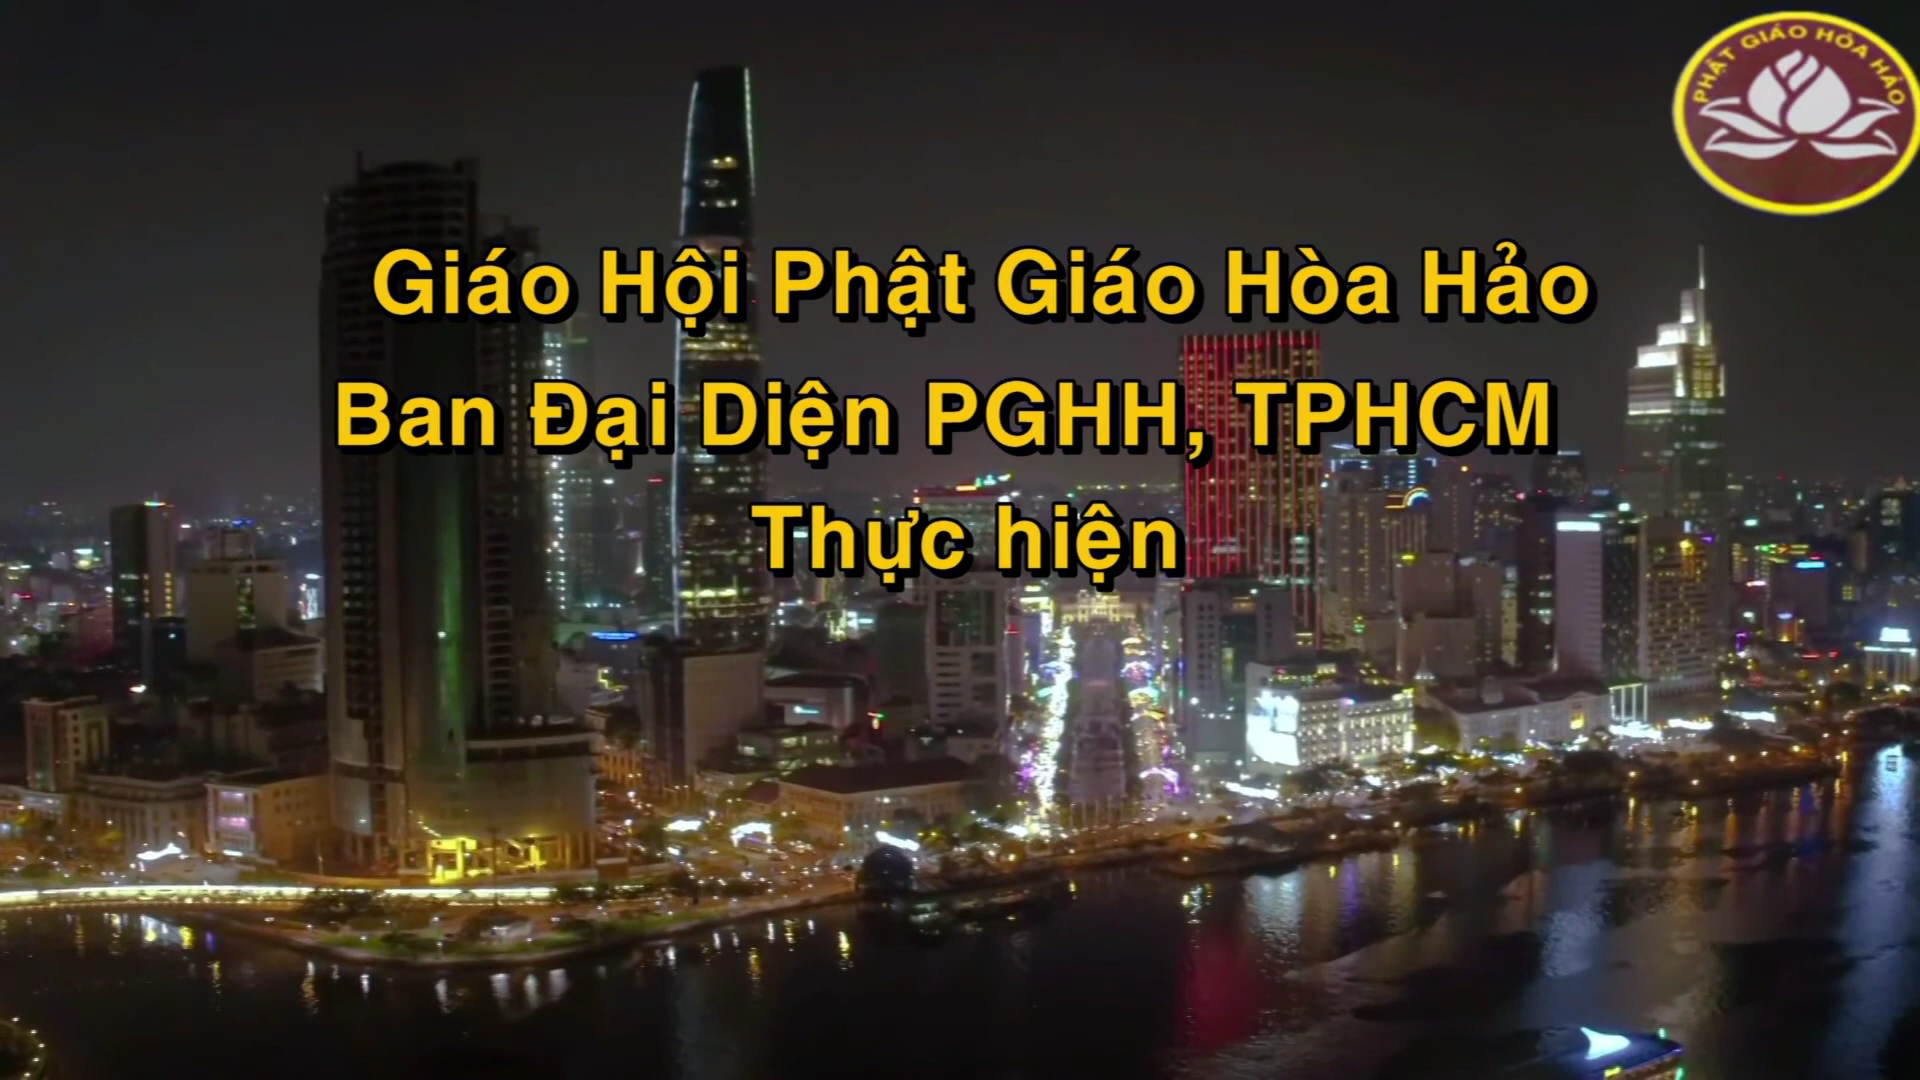 PHẬT GIÁO HÒA HẢO
Giáo Hội Phật Giáo Hòa Hảo
Ban Đại Diện PGHH, TPHCM
Thực hiện